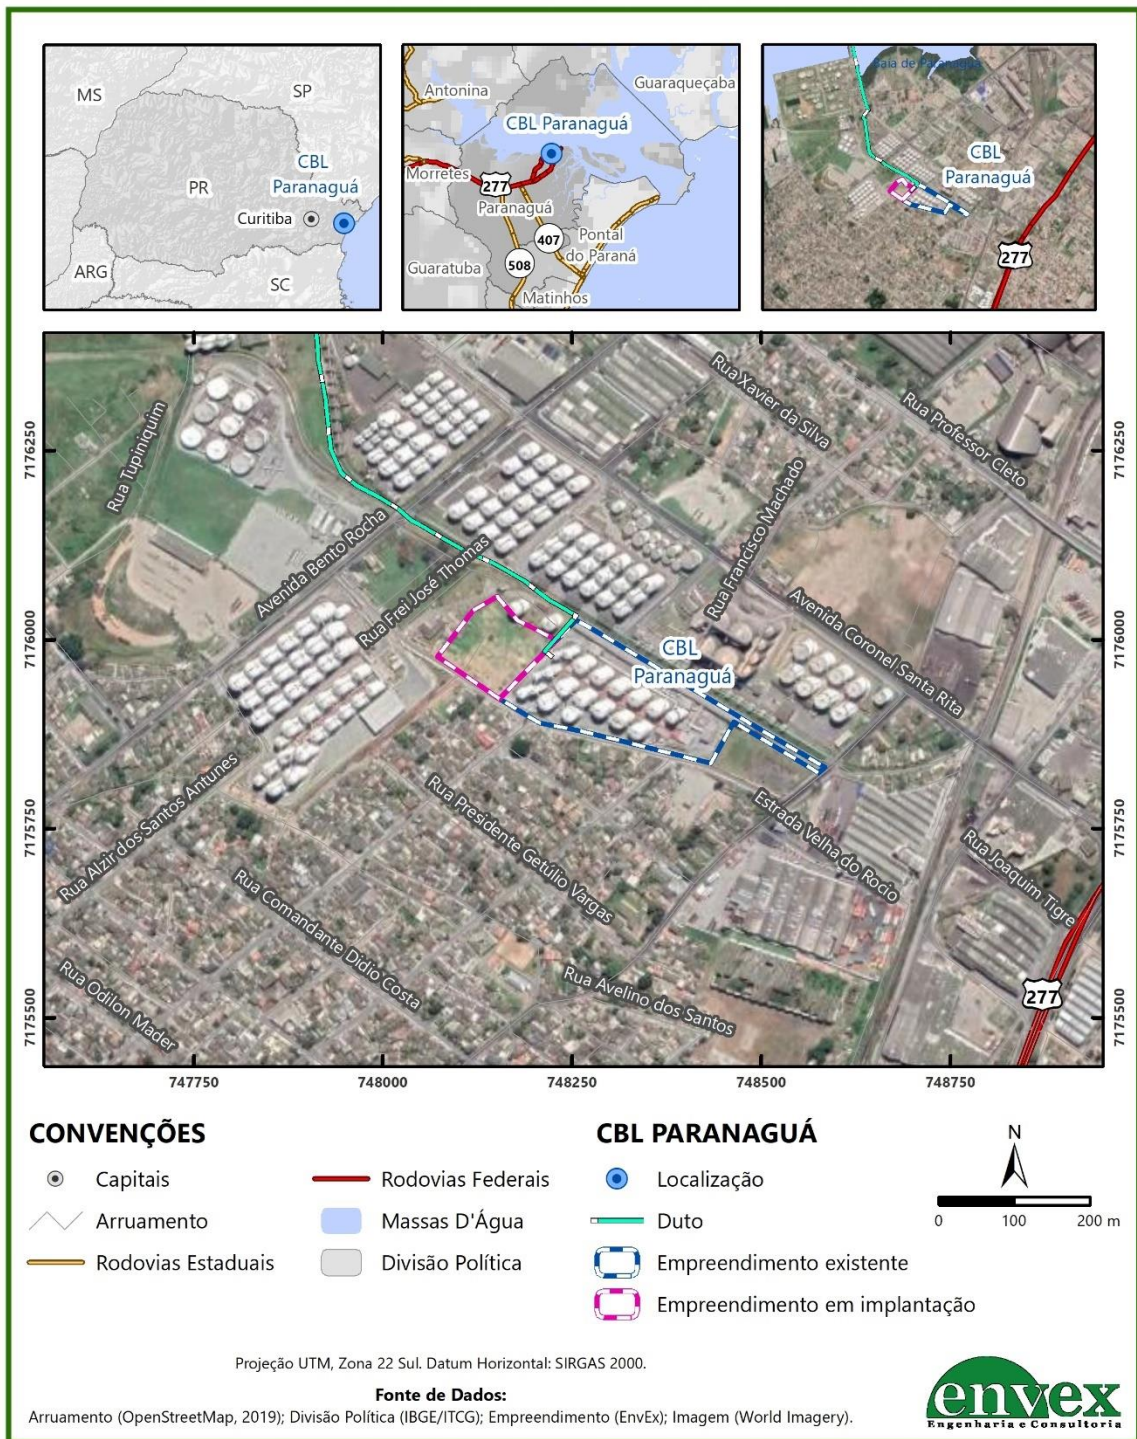 MS
SP
CBL
Paranaguá
PR
Curitiba
ARG
SC
Antonina
Guaraqueçaba
CBL Paranaguá
Morretes
277
Paranaguá
407
Pontal
do Paraná
Guaratuba
508
Matinhos
Baía de Paranaguá
CBL
Paranaguá
277
Rua Xavier da Silva
Rua Professor Cleto
Rua Tupiniquim
7176250
7176250
Rua Francisco Machado
Avenida Bento Rocha
Rua Frei José Thomas
Avenida Coronel Santa Rita
7176000
7176000
CBL
Paranaguá
Rua Alzir dos Santos Antunes
Rua Presidente Getúlio Vargas
Estrada Velha do Rocio
7175750
7175750
Rua Joaquim Tigre
Rua Comandante Didio Costa
Rua Odilon Mader
Rua Avelino dos Santos
277
7175500
7175500
747750
748000
748250
748500
748750
CONVENÇÕES
Capitais
Arruamento
Rodovias Estaduais
Rodovias Federais
Massas D'Água
Divisão Política
CBL PARANAGUÁ
Localização
Duto
Empreendimento existente
Empreendimento em implantação
N
0 100 200 m
Projeção UTM, Zona 22 Sul. Datum Horizontal: SIRGAS 2000.
Fonte de Dados:
Arruamento (OpenStreetMap, 2019); Divisão Política (IBGE/ITCG); Empreendimento (EnvEx); Imagem (World Imagery).
envex
Engenharia e Consultoria